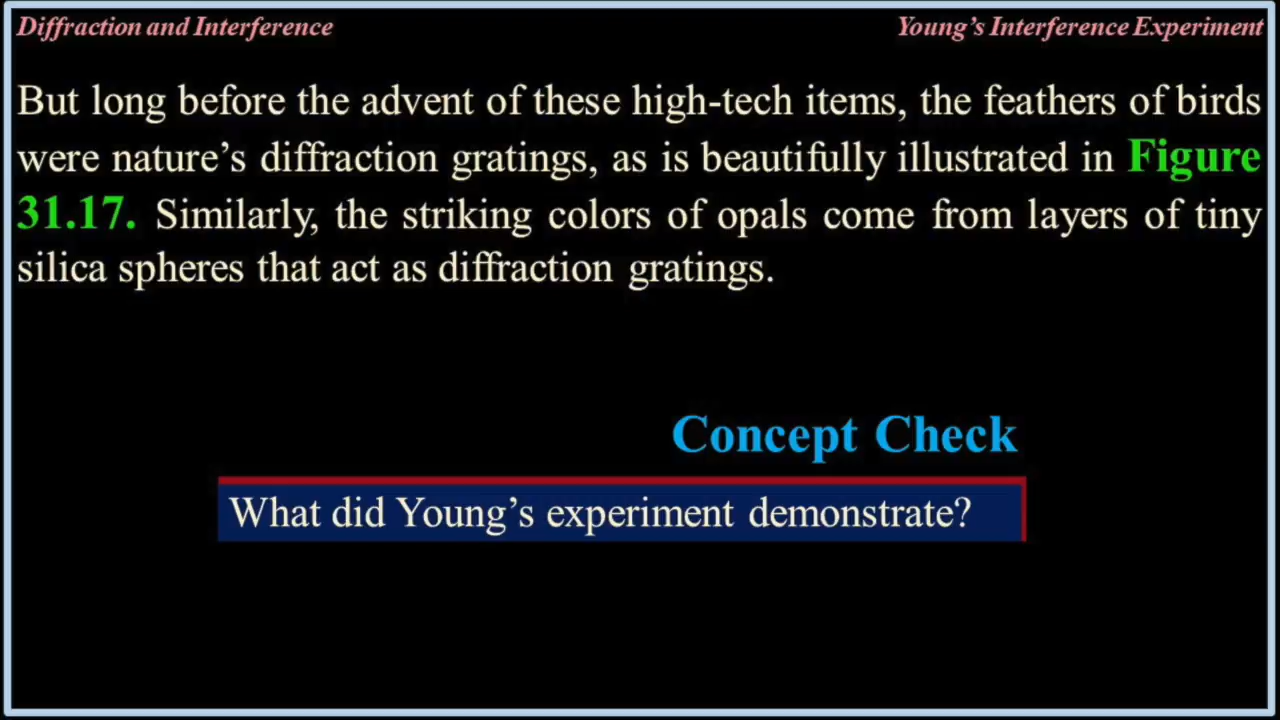 Diffraction and Interference
Young’s Interference Experiment
But long before the advent of these high-tech items, the feathers of birds
were nature’s diffraction gratings, as is beautifully illustrated in Figure
31.17. Similarly, the striking colors of opals come from layers of tiny
silica spheres that act as diffraction gratings.
Concept Check
What did Young’s experiment demonstrate?